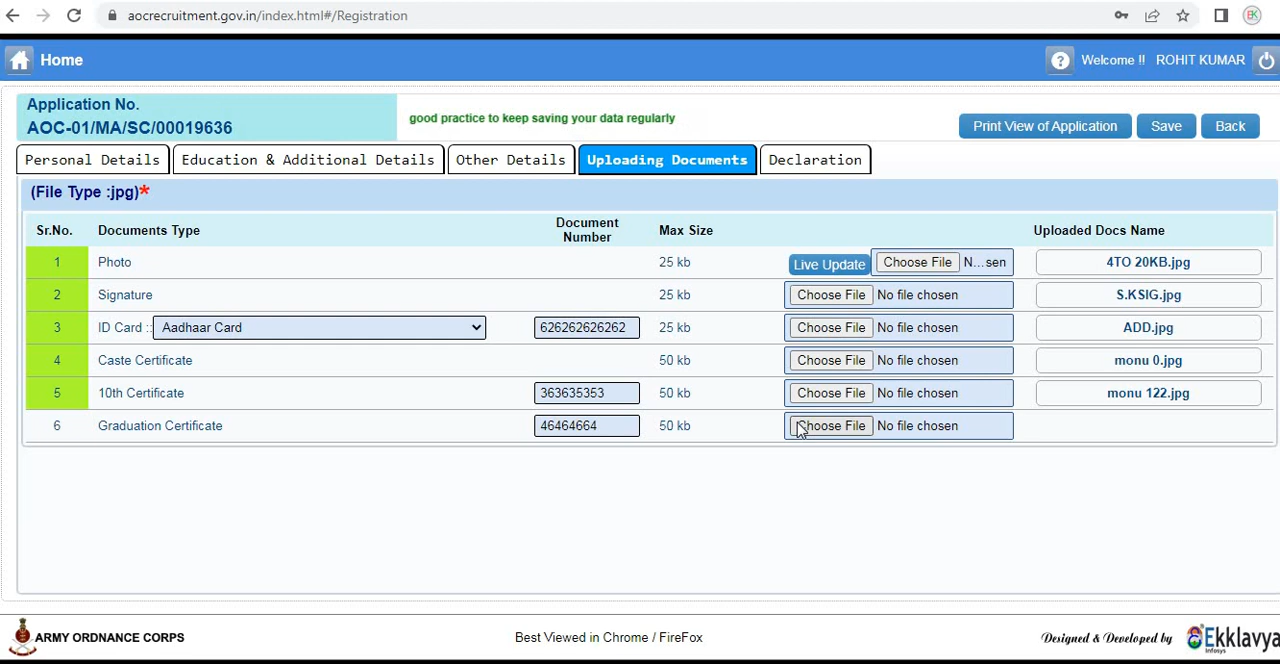 aocrecruitment.gov.in/index.html#/Registration
Home
Welcome !! ROHIT KUMAR
Application No.
AOC-01/MA/SC/00019636
good practice to keep saving your data regularly
Print View of Application Save Back
Personal Details Education & Additional Details Other Details Uploading Documents Declaration
(File Type :jpg)*
Sr.No. Documents Type Document Number Max Size Uploaded Docs Name
1 Photo 25 kb Live Update Choose File N...sen 4TO 20KB.jpg
2 Signature 25 kb Choose File No file chosen S.KSIG.jpg
3 ID Card :: Aadhaar Card 626262626262 25 kb Choose File No file chosen ADD.jpg
4 Caste Certificate 50 kb Choose File No file chosen monu 0.jpg
5 10th Certificate 363635353 50 kb Choose File No file chosen monu 122.jpg
6 Graduation Certificate 46464664 50 kb Choose File No file chosen
ARMY ORDNANCE CORPS Best Viewed in Chrome / FireFox Designed & Developed by Ekklavya
Infosys